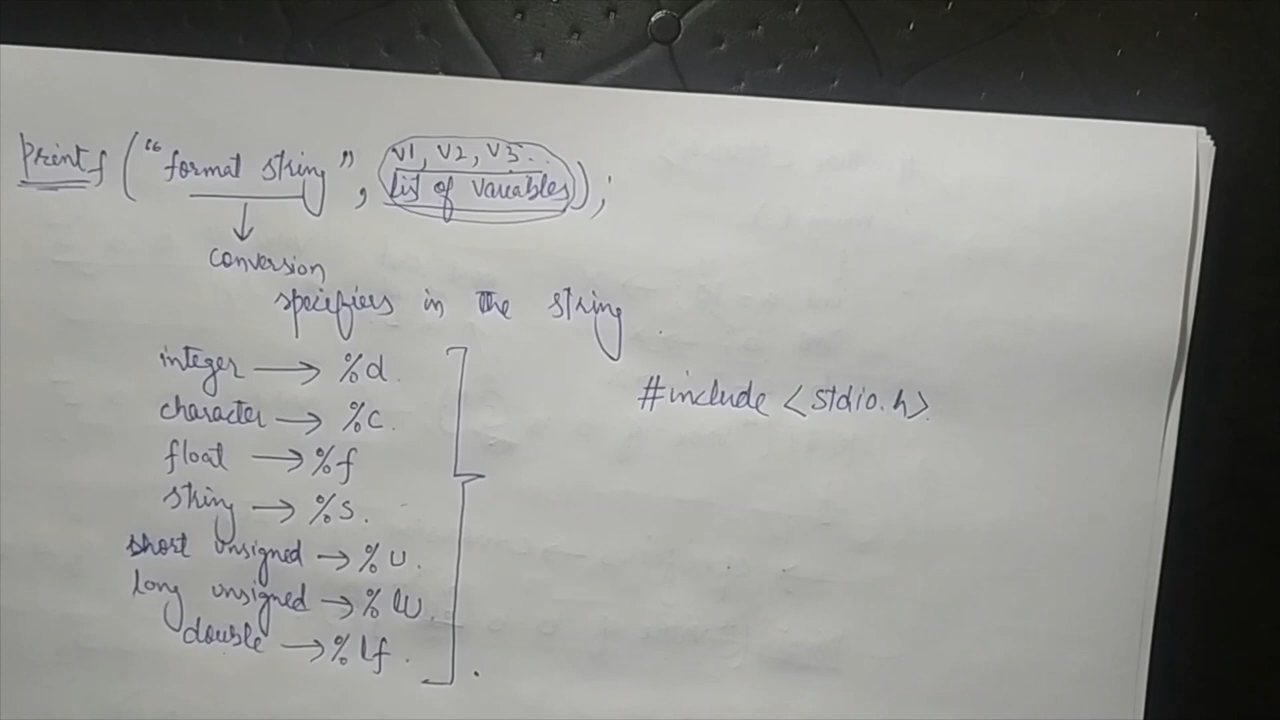 printf ("format string", v1, v2, v3..
list of variables);
conversion
specifiers in the string
integer → %d.
character → %c.
float → %f
string → %s.
short unsigned → %u.
long unsigned → %lu.
double → %lf.
#include <stdio.h>.